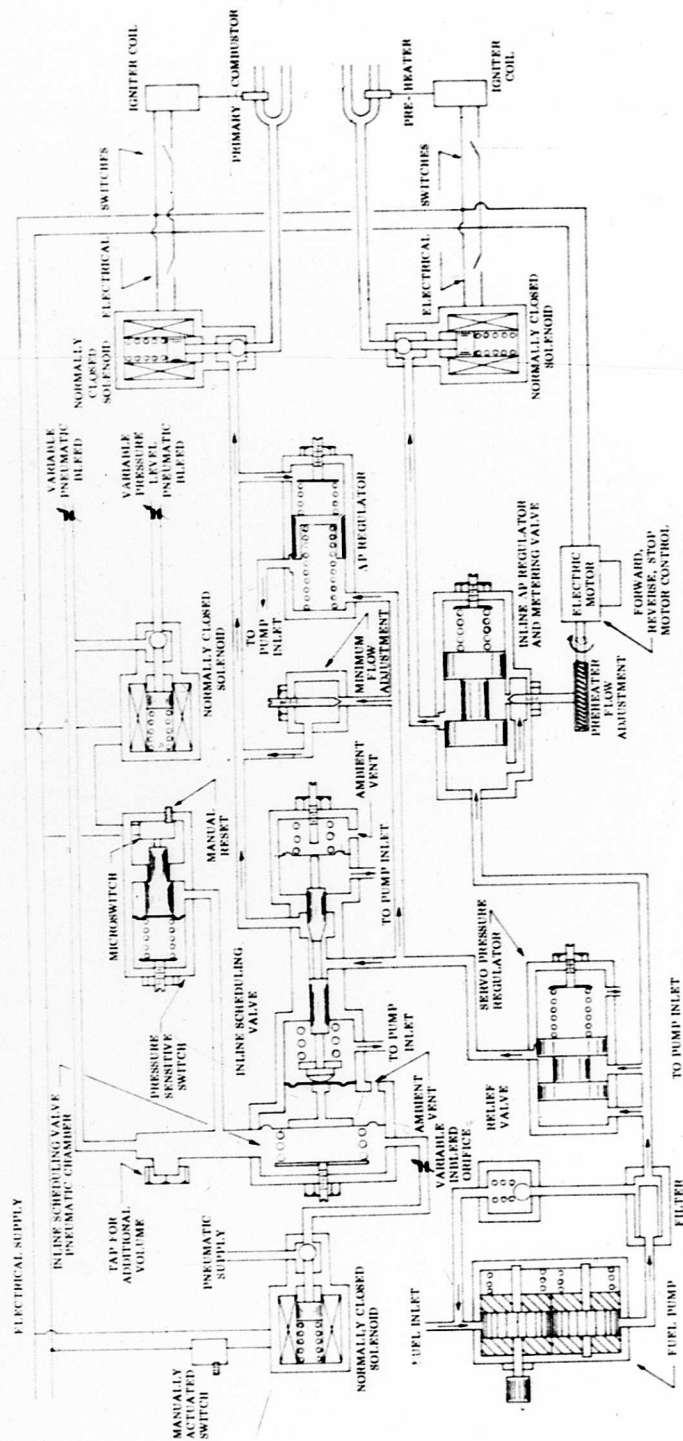 ELECTRICAL SUPPLY
INLINE SCHEDULING VALVE
PNEUMATIC CHAMBER
TAP FOR
ADDITIONAL
VOLUME
PNEUMATIC
SUPPLY
MANUALLY
ACTUATED
SWITCH
NORMALLY CLOSED
SOLENOID
PRESSURE
SENSITIVE
SWITCH
MICROSWITCH
MANUAL
RESET
NORMALLY CLOSED
SOLENOID
VARIABLE
PNEUMATIC
BLEED
VARIABLE
PRESSURE
LEVEL
PNEUMATIC
BLEED
NORMALLY
CLOSED
SOLENOID
ELECTRICAL
SWITCHES
IGNITER COIL
PRIMARY COMBUSTOR
INLINE SCHEDULING
VALVE
TO PUMP
INLET
AMBIENT
VENT
VARIABLE
INBLEED
ORIFICE
AMBIENT
VENT
TO PUMP INLET
MINIMUM
FLOW
ADJUSTMENT
TO
PUMP
INLET
ΔP REGULATOR
PRE-HEATER
IGNITER
COIL
ELECTRICAL
SWITCHES
NORMALLY CLOSED
SOLENOID
FUEL INLET
FUEL PUMP
FILTER
RELIEF
VALVE
SERVO PRESSURE
REGULATOR
TO PUMP INLET
INLINE ΔP REGULATOR
AND METERING VALVE
PREHEATER
FLOW
ADJUSTMENT
ELECTRIC
MOTOR
FORWARD,
REVERSE, STOP
MOTOR CONTROL